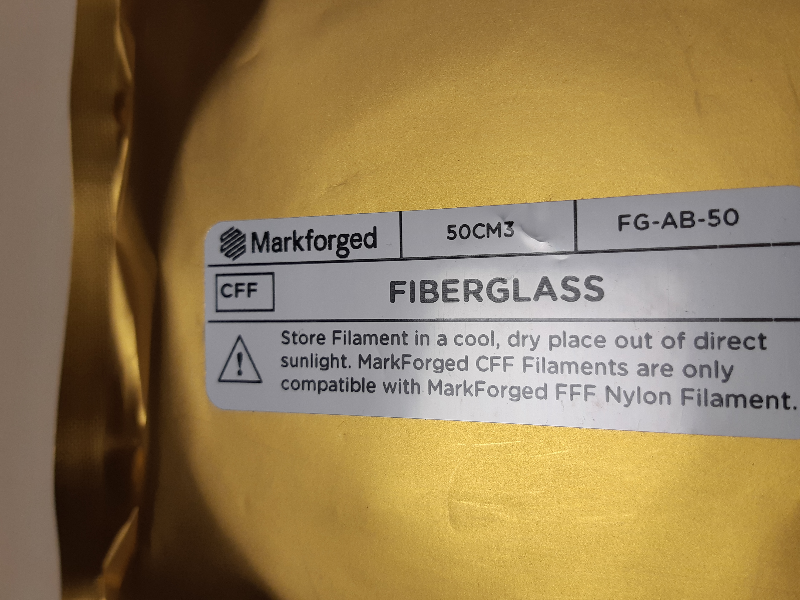 Markforged 50CM3 FG-AB-50
CFF FIBERGLASS
Store Filament in a cool, dry place out of direct
sunlight. MarkForged CFF Filaments are only
compatible with MarkForged FFF Nylon Filament.